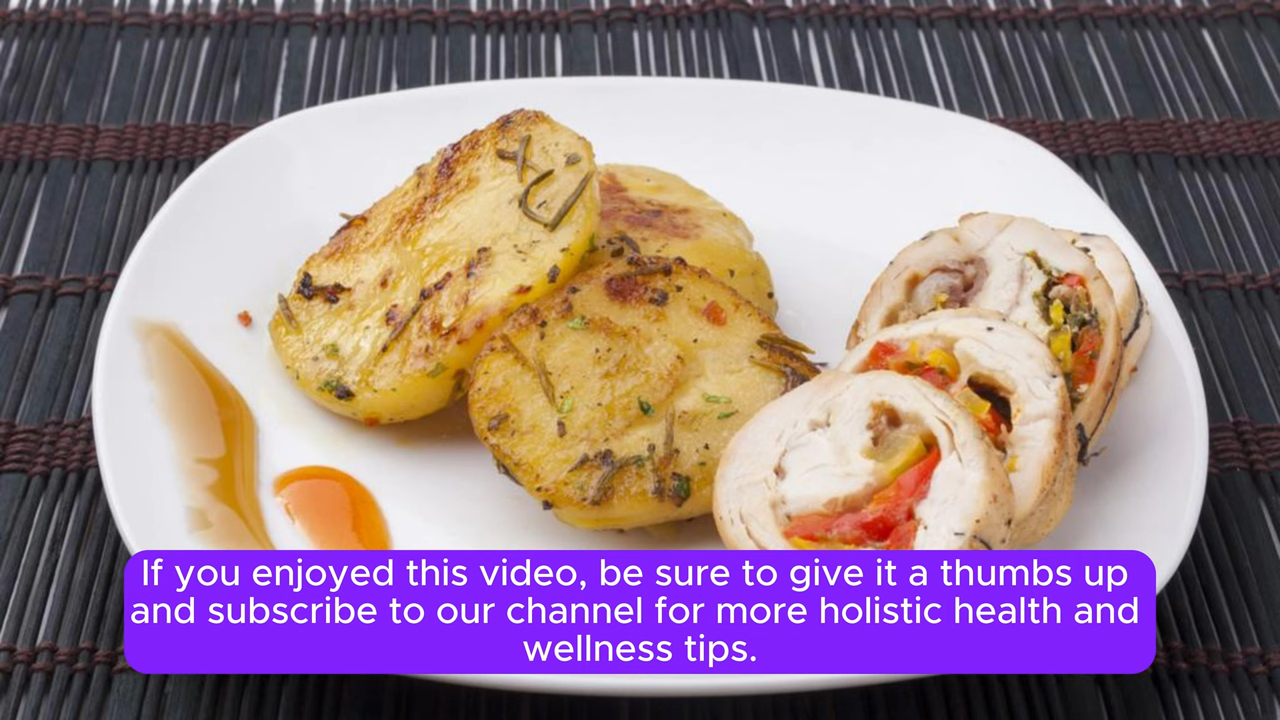 If you enjoyed this video, be sure to give it a thumbs up
and subscribe to our channel for more holistic health and
wellness tips.